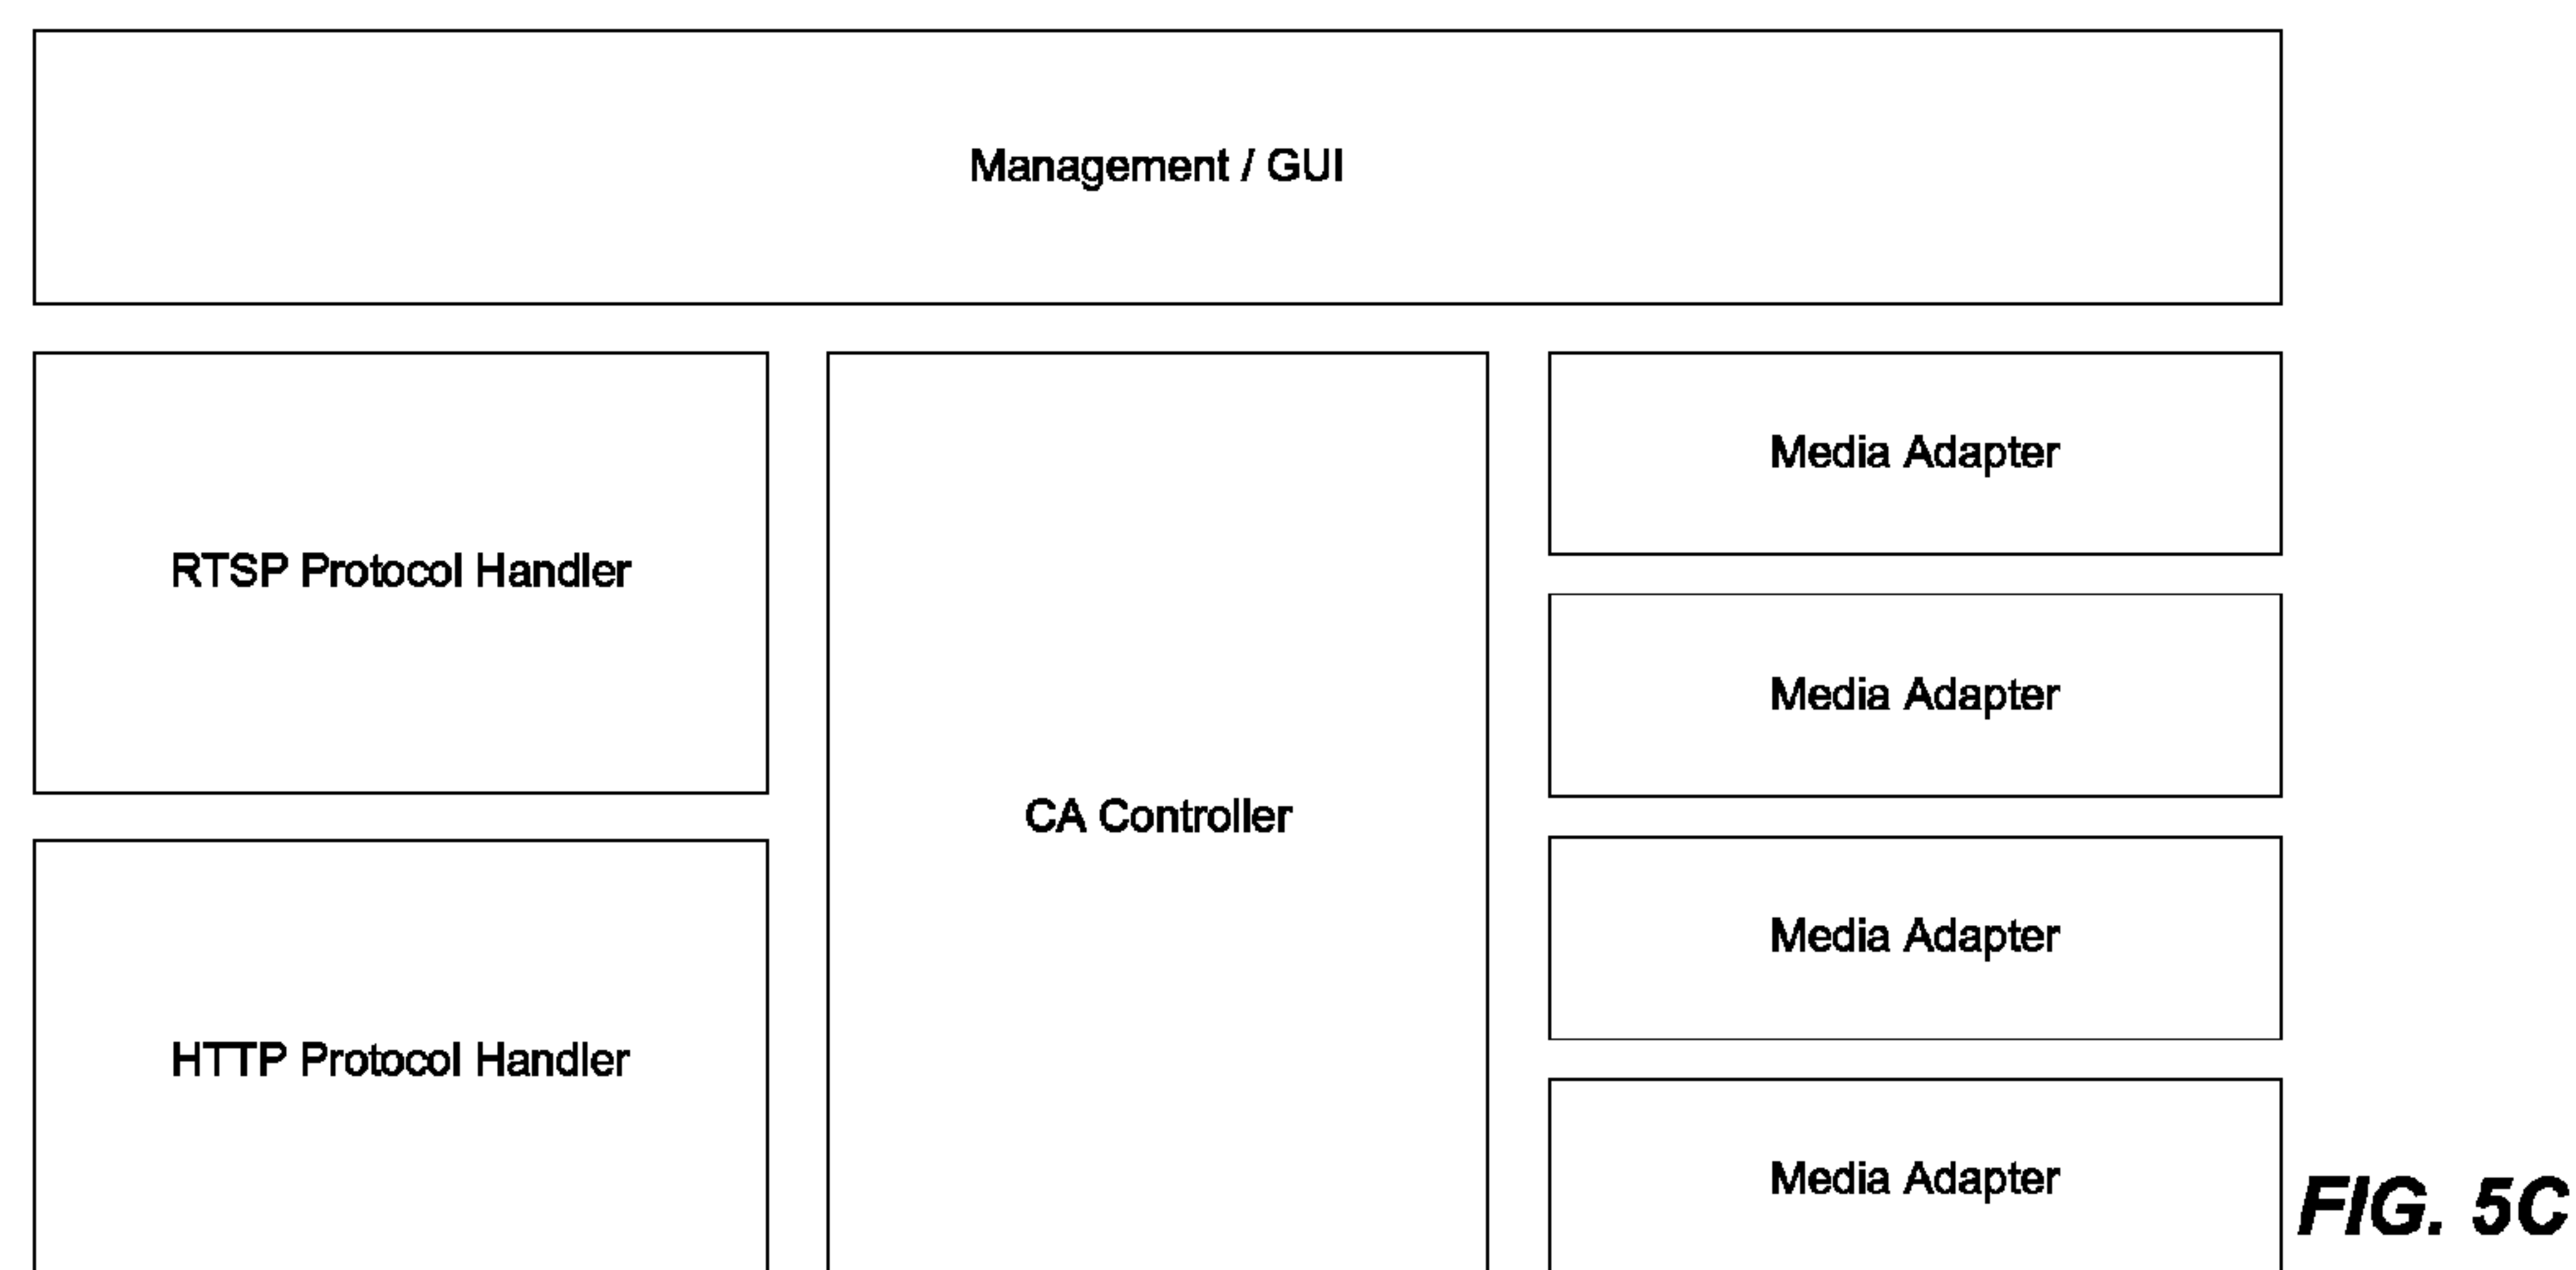 Management / GUI
RTSP Protocol Handler
HTTP Protocol Handler
CA Controller
Media Adapter
Media Adapter
Media Adapter
Media Adapter
FIG. 5C